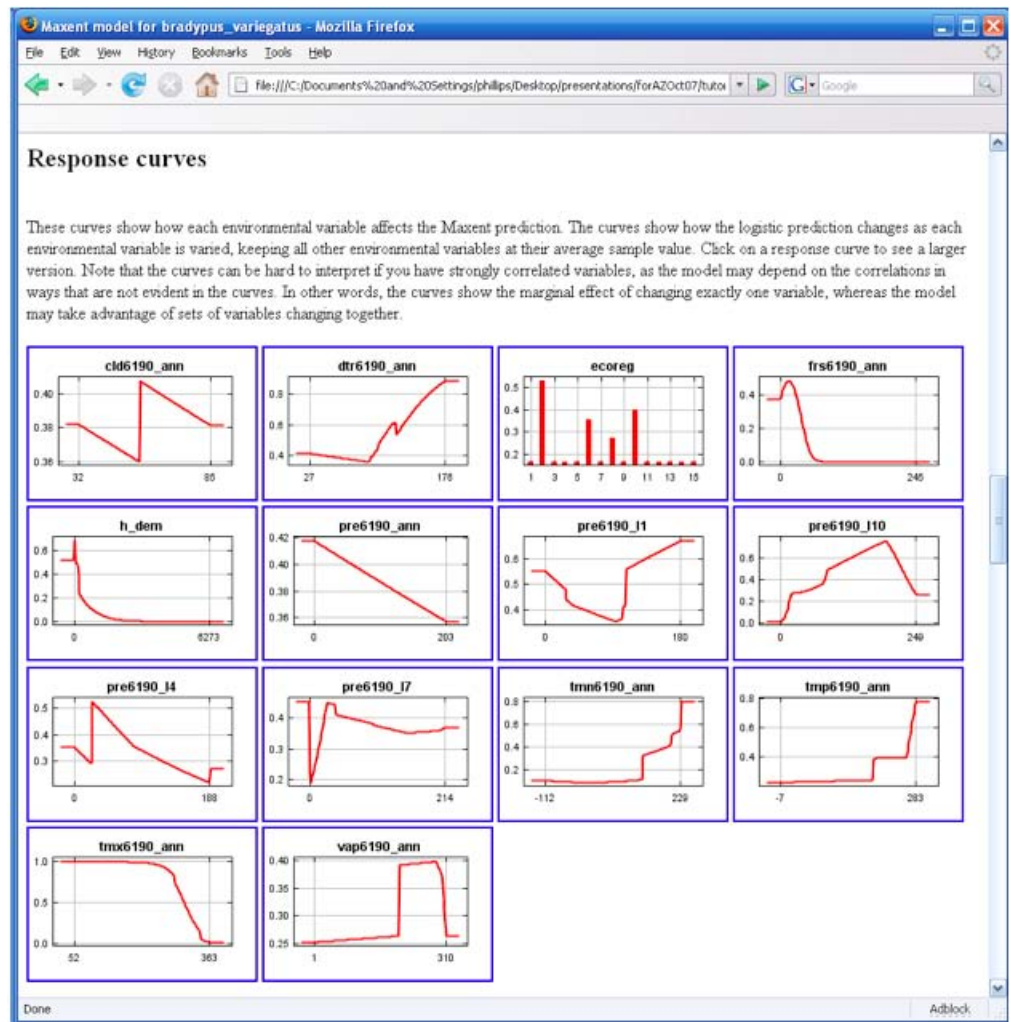 Maxent model for bradypus_variegatus - Mozilla Firefox
File Edit View History Bookmarks Tools Help
file:///C:/Documents%20and%20Settings/phillips/Desktop/presentations/forAZOct07/tutor
Google
Response curves
These curves show how each environmental variable affects the Maxent prediction. The curves show how the logistic prediction changes as each
environmental variable is varied, keeping all other environmental variables at their average sample value. Click on a response curve to see a larger
version. Note that the curves can be hard to interpret if you have strongly correlated variables, as the model may depend on the correlations in
ways that are not evident in the curves. In other words, the curves show the marginal effect of changing exactly one variable, whereas the model
may take advantage of sets of variables changing together.
cld6190_ann
0.40
0.38
0.36
32 85
dtr6190_ann
0.8
0.6
0.4
27 178
ecoreg
0.5
0.4
0.3
0.2
1 3 5 7 9 11 13 15
frs6190_ann
0.4
0.2
0.0
0 246
h_dem
0.6
0.4
0.2
0.0
0 6273
pre6190_ann
0.42
0.40
0.38
0.36
0 203
pre6190_l1
0.6
0.5
0.4
0 190
pre6190_l10
0.6
0.4
0.2
0.0
0 249
pre6190_l4
0.5
0.4
0.3
0 188
pre6190_l7
0.4
0.3
0.2
0 214
tmn6190_ann
0.8
0.6
0.4
0.2
-112 229
tmp6190_ann
0.8
0.6
0.4
-7 283
tmx6190_ann
1.0
0.5
0.0
52 363
vap6190_ann
0.40
0.35
0.30
0.25
1 310
Done
Adblock